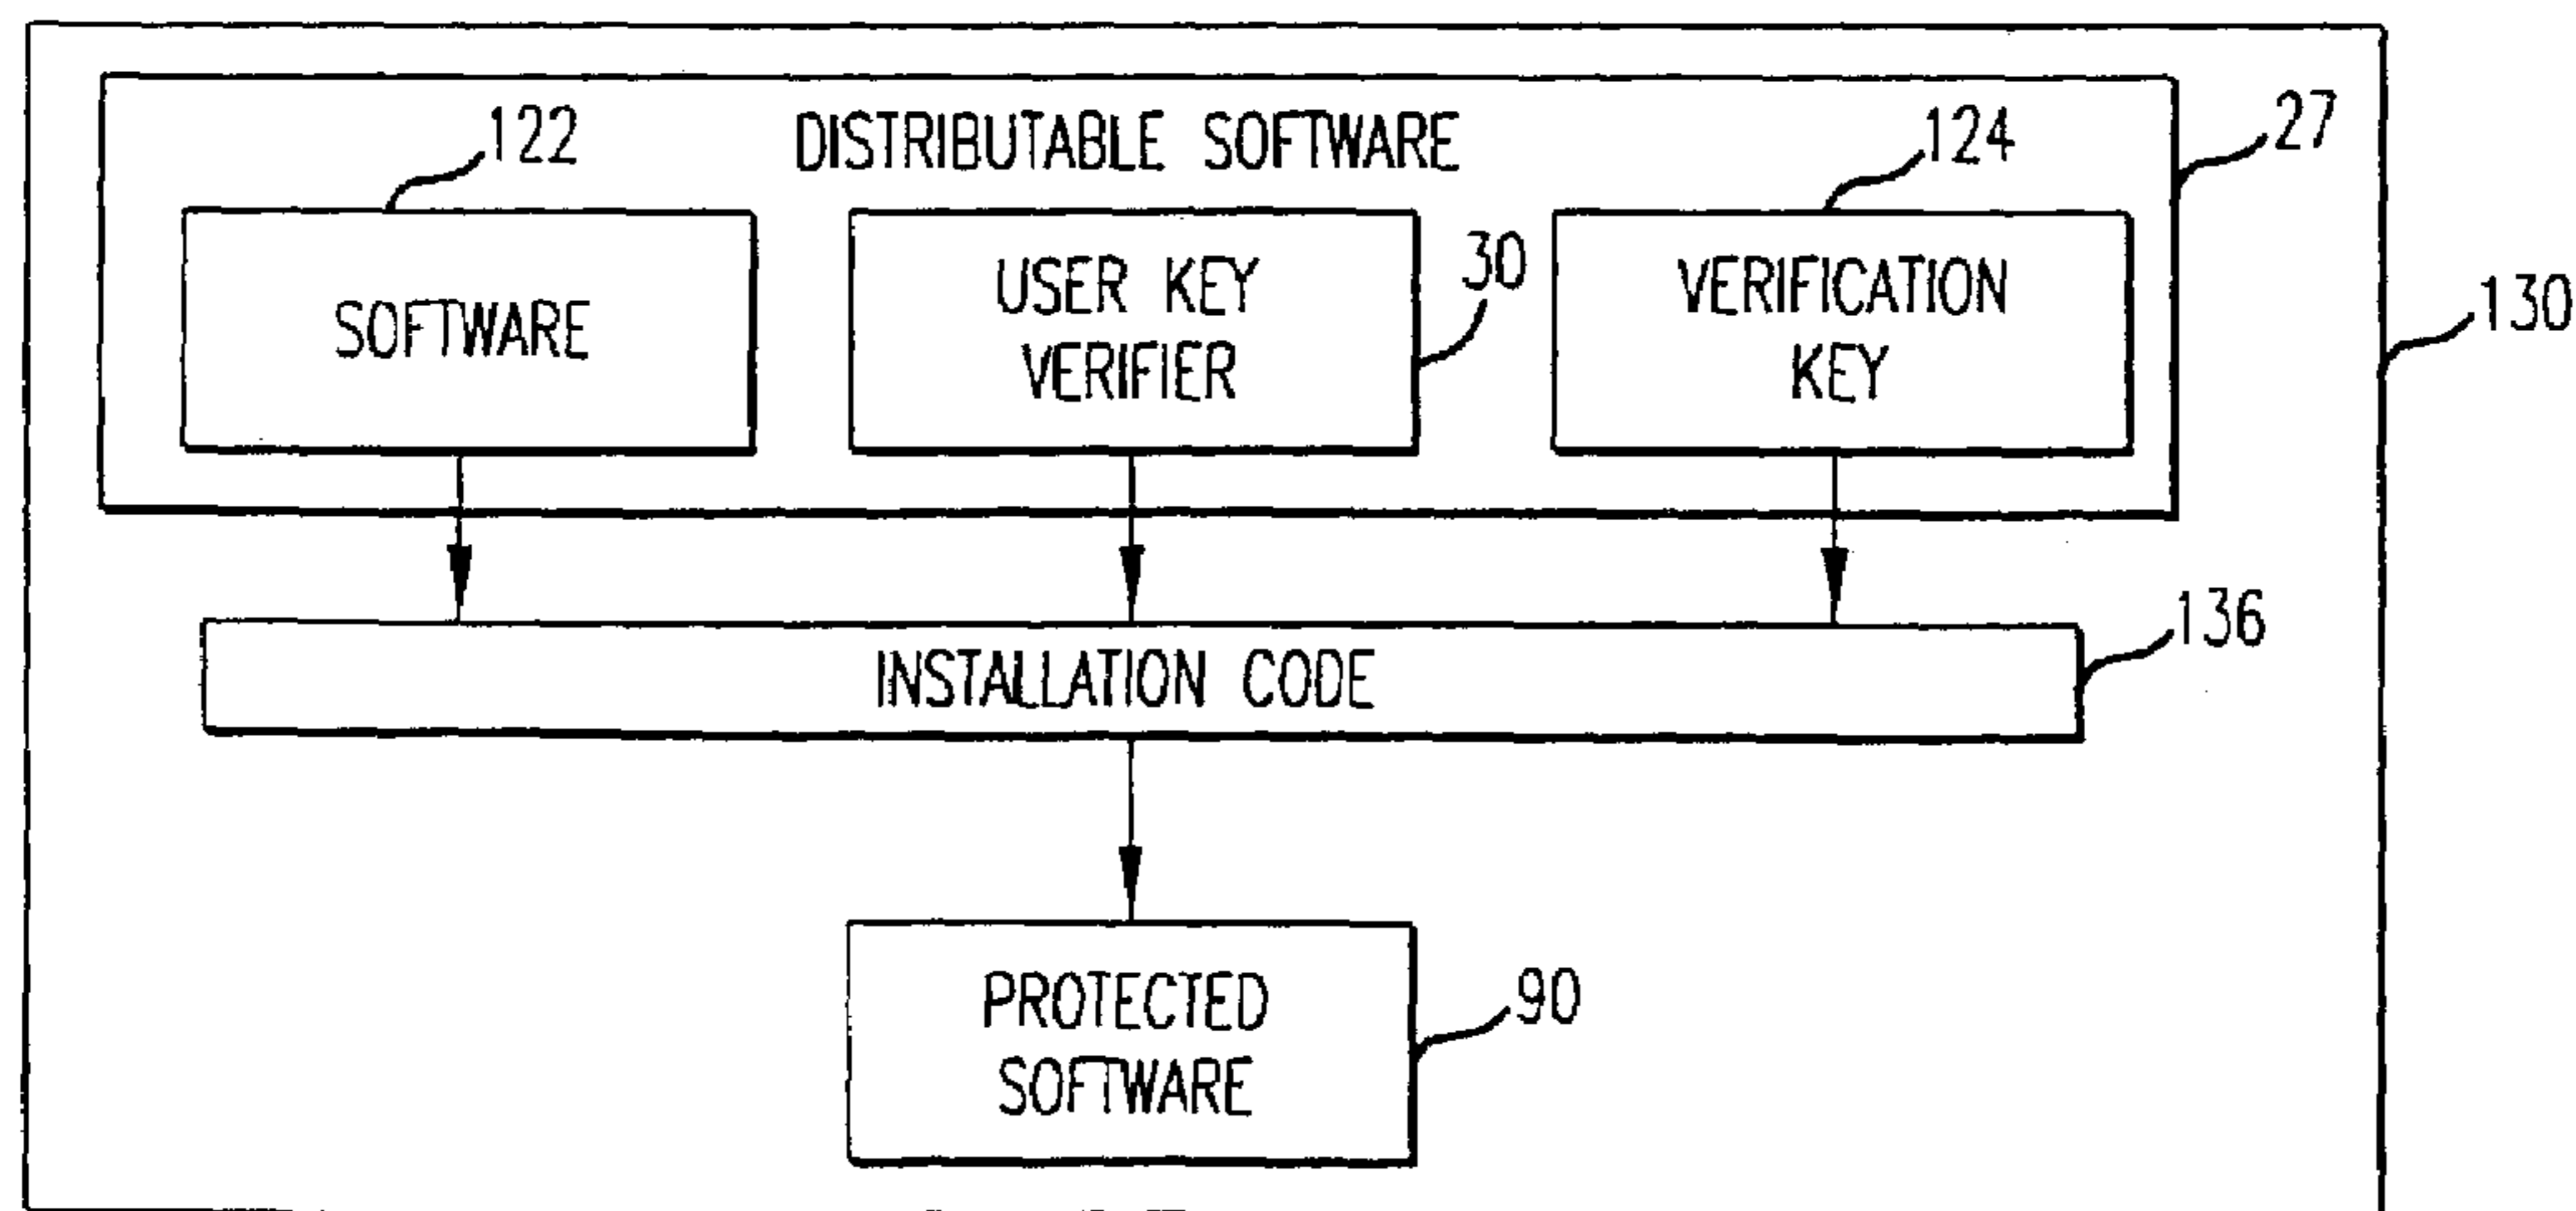 DISTRIBUTABLE SOFTWARE
122
124
27
SOFTWARE
USER KEY
VERIFIER
30
VERIFICATION
KEY
130
INSTALLATION CODE
136
PROTECTED
SOFTWARE
90